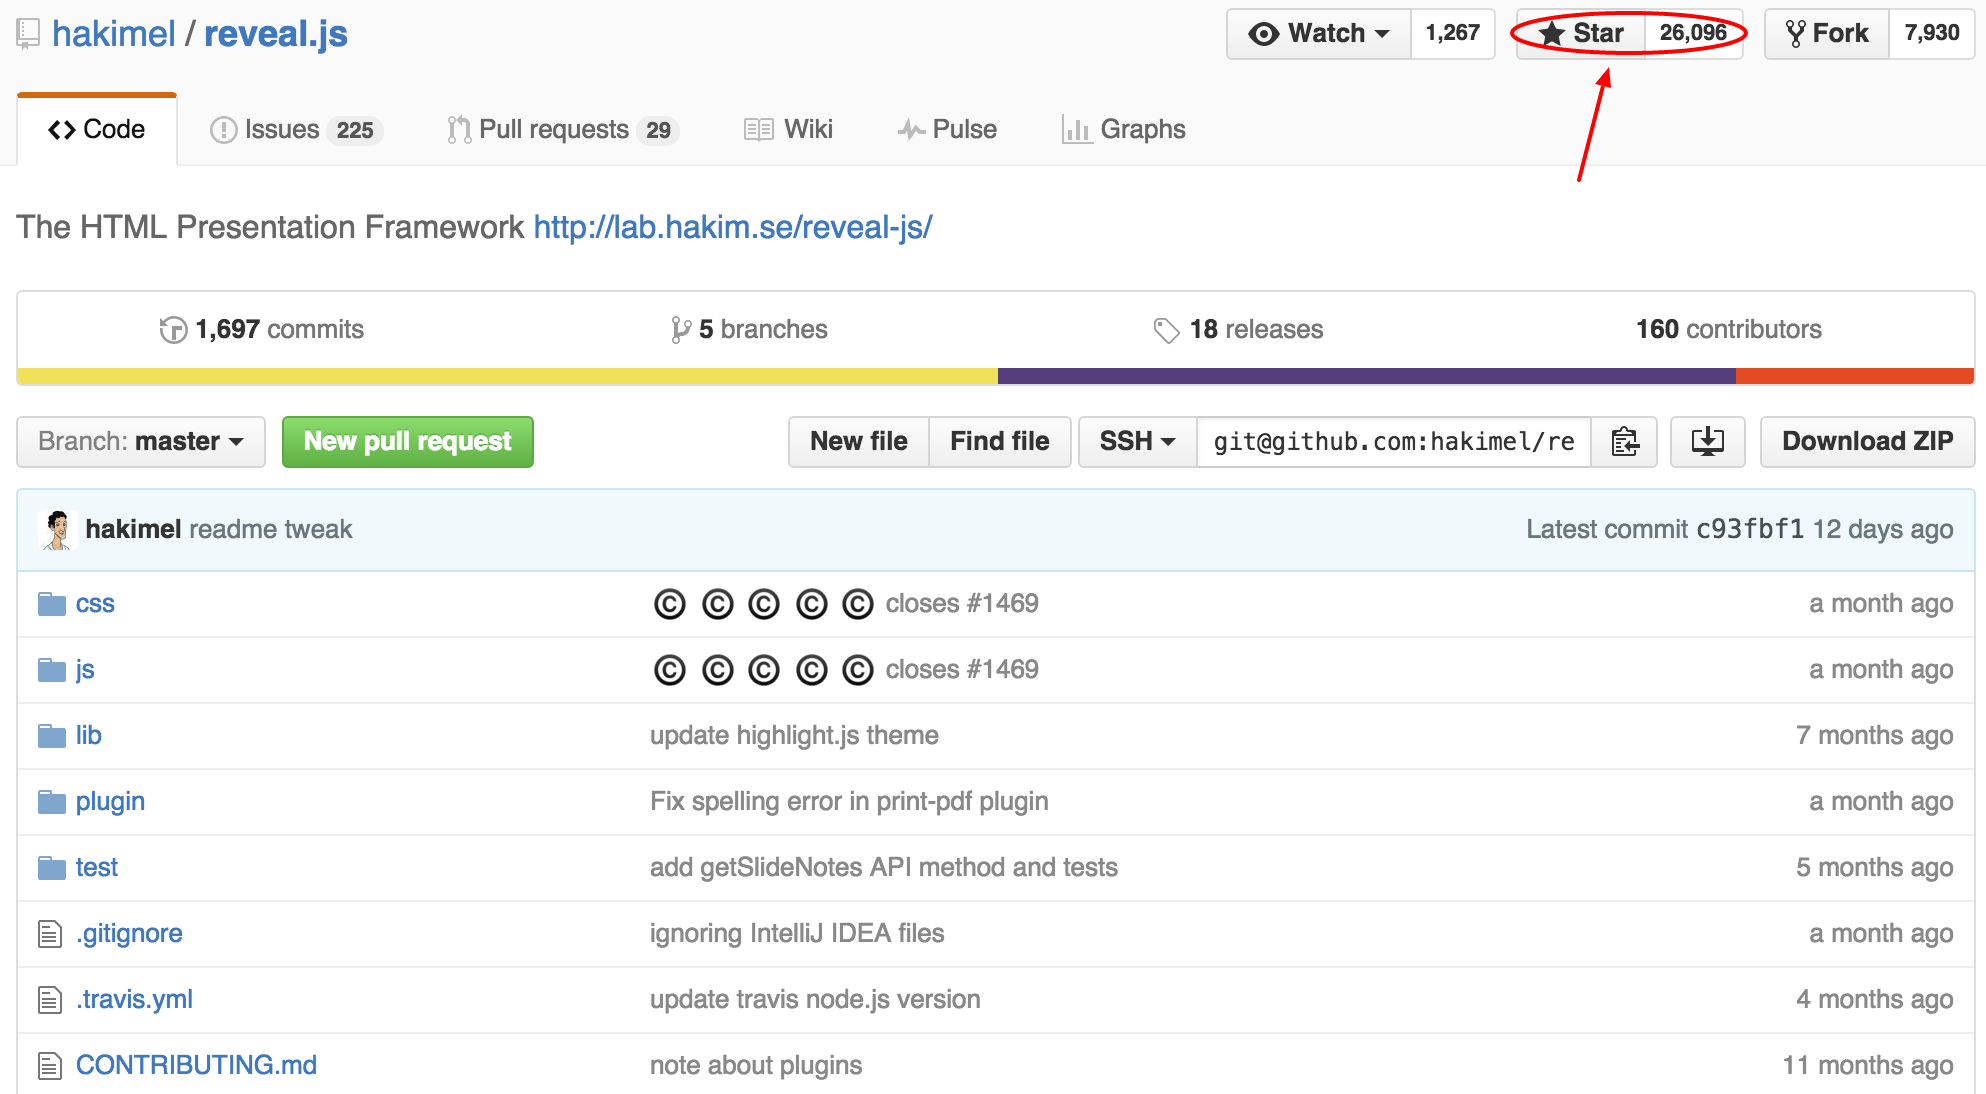 hakimel / reveal.js
Watch 1,267 Star 26,096 Fork 7,930
Code Issues 225 Pull requests 29 Wiki Pulse Graphs
The HTML Presentation Framework http://lab.hakim.se/reveal-js/
1,697 commits 5 branches 18 releases 160 contributors
Branch: master New pull request New file Find file SSH git@github.com:hakimel/re Download ZIP
hakimel readme tweak Latest commit c93fbf1 12 days ago
css © © © © © closes #1469 a month ago
js © © © © © closes #1469 a month ago
lib update highlight.js theme 7 months ago
plugin Fix spelling error in print-pdf plugin a month ago
test add getSlideNotes API method and tests 5 months ago
.gitignore ignoring IntelliJ IDEA files a month ago
.travis.yml update travis node.js version 4 months ago
CONTRIBUTING.md note about plugins 11 months ago